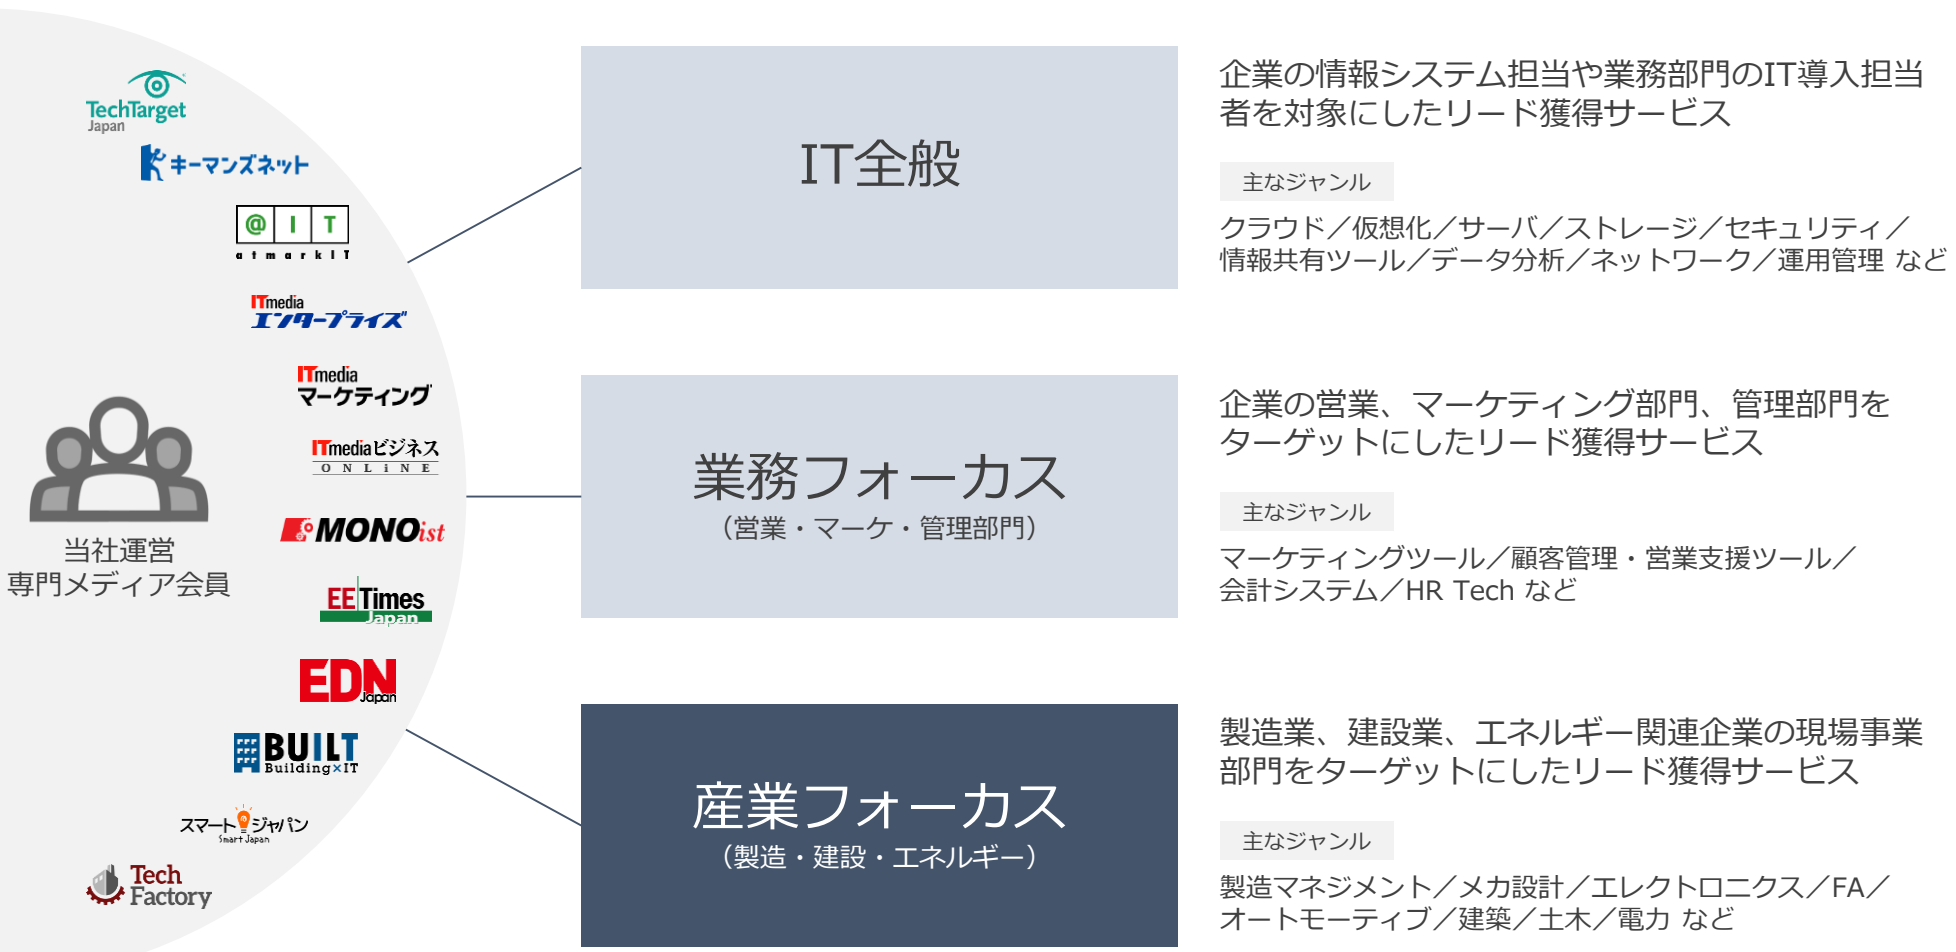 TechTarget
Japan
キーマンズネット
@IT
atmarkIT
ITmedia
エンタープライズ
ITmedia
マーケティング
ITmediaビジネス
ONLiNE
MONOist
EETimes
Japan
EDN
Japan
BUILT
Building×IT
スマートジャパン
Smart Japan
Tech
Factory
当社運営
専門メディア会員
IT全般
企業の情報システム担当や業務部門のIT導入担当
者を対象にしたリード獲得サービス
主なジャンル
クラウド／仮想化／サーバ／ストレージ／セキュリティ／
情報共有ツール／データ分析／ネットワーク／運用管理 など
業務フォーカス
（営業・マーケ・管理部門）
企業の営業、マーケティング部門、管理部門を
ターゲットにしたリード獲得サービス
主なジャンル
マーケティングツール／顧客管理・営業支援ツール／
会計システム／HR Tech など
産業フォーカス
（製造・建設・エネルギー）
製造業、建設業、エネルギー関連企業の現場事業
部門をターゲットにしたリード獲得サービス
主なジャンル
製造マネジメント／メカ設計／エレクトロニクス／FA／
オートモーティブ／建築／土木／電力 など